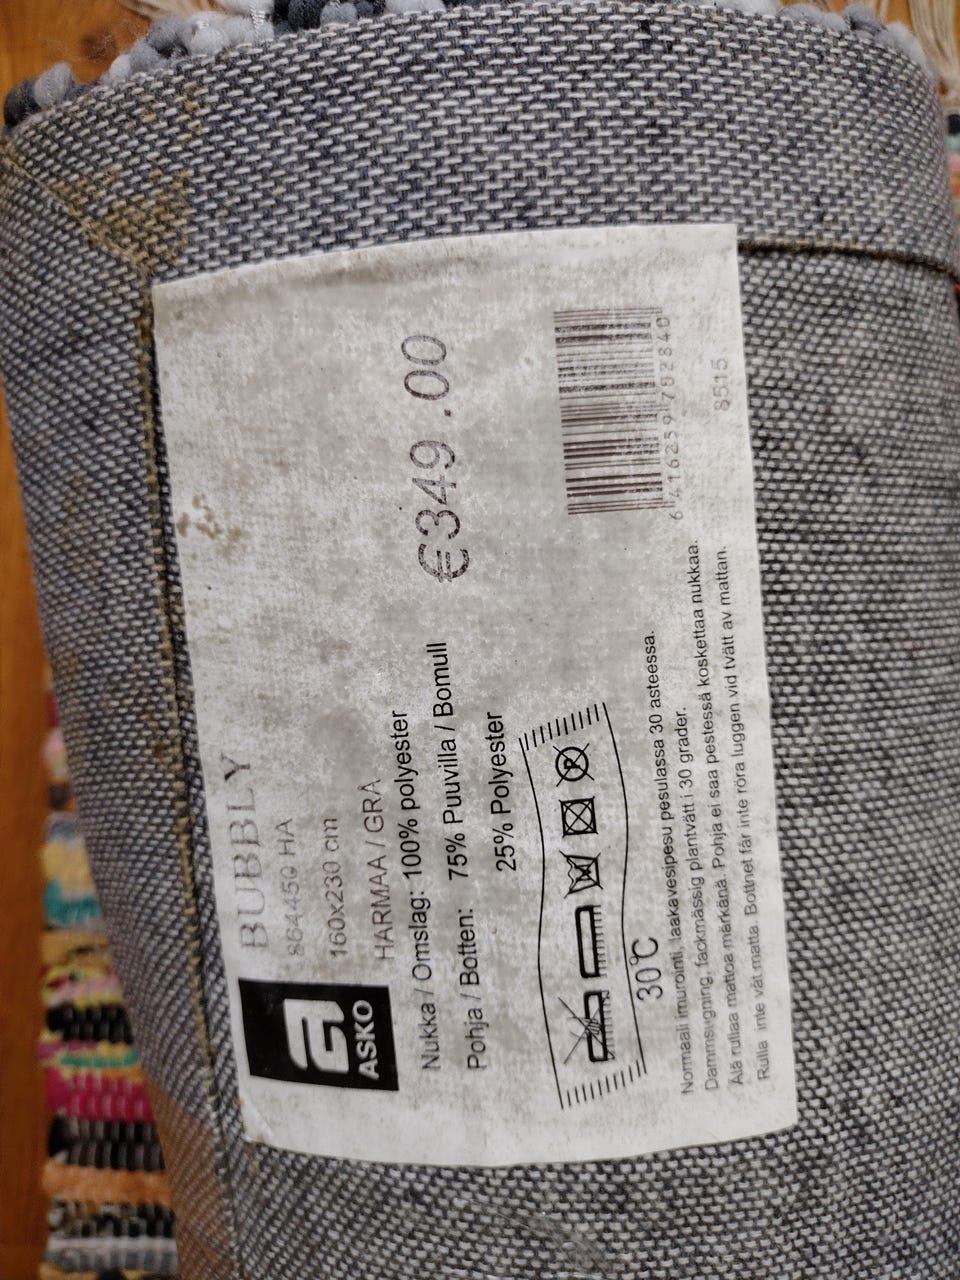 BUBBLY
864450 HA
160x230 cm
HARMAA / GRÅ
ASKO
Nukka / Omslag: 100% polyester
Pohja / Botten: 75% Puuvilla / Bomull
25% Polyester
€349.00
P
30°C
6 416259 702840
8515
Normaali imurointi, laakavesipesu pesulassa 30 asteessa.
Dammsugning, fackmässig plantvätt i 30 grader.
Älä rullaa mattoa märkänä. Pohja ei saa pestessä koskettaa nukkaa.
Rulla inte våt matta. Bottnet får inte röra luggen vid tvätt av mattan.